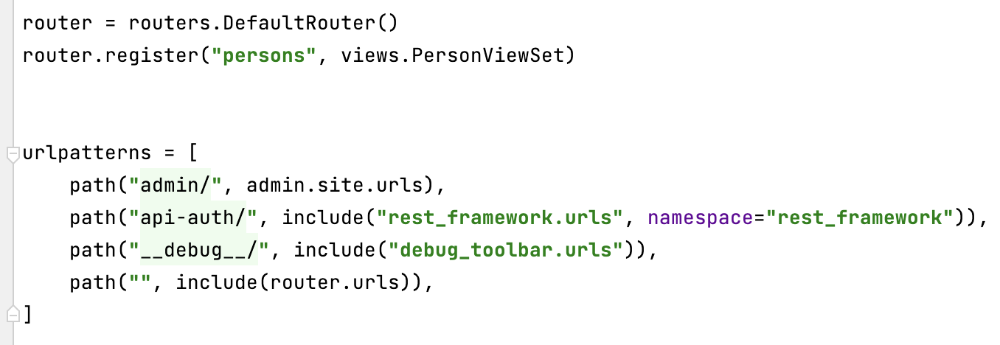 router = routers.DefaultRouter()
router.register("persons", views.PersonViewSet)
urlpatterns = [
    path("admin/", admin.site.urls),
    path("api-auth/", include("rest_framework.urls", namespace="rest_framework")),
    path("__debug__/", include("debug_toolbar.urls")),
    path("", include(router.urls)),
]